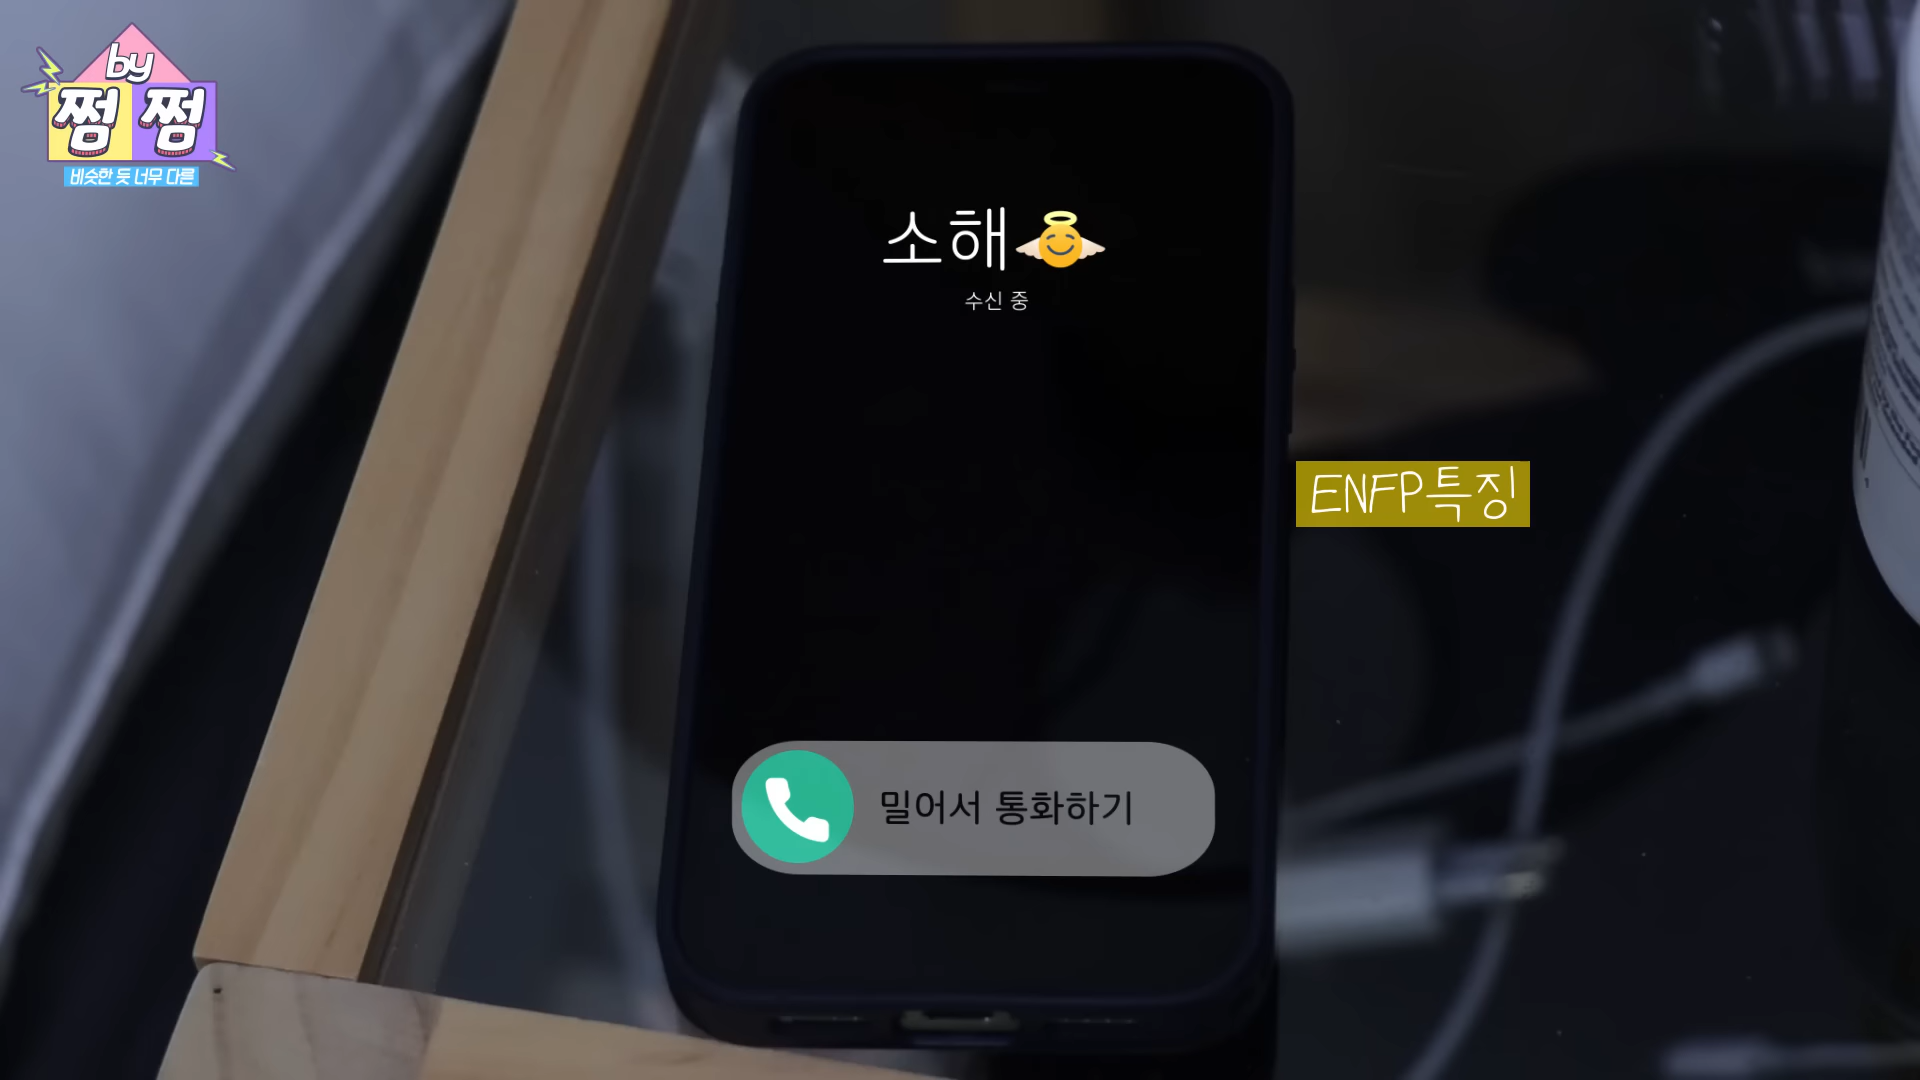 by
쩜쩜
비슷한 듯 너무 다른
소해
수신 중
ENFP특징
밀어서 통화하기